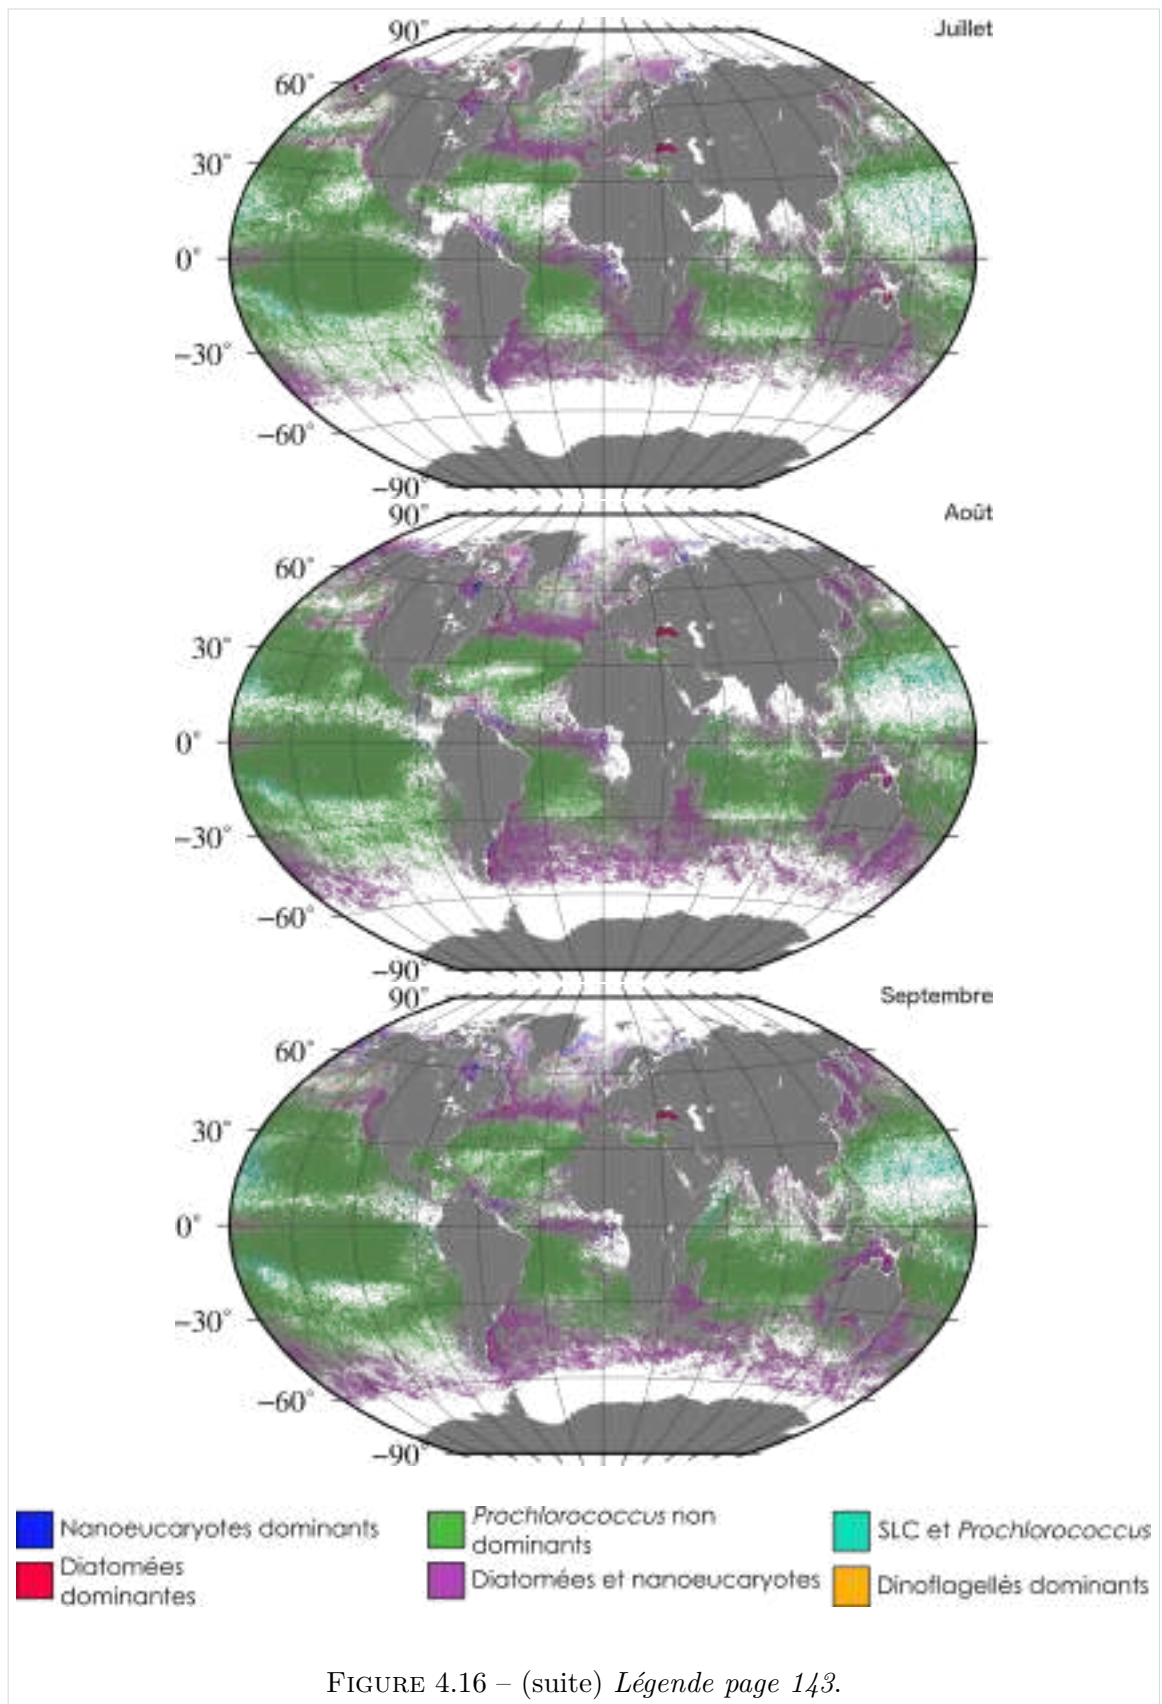 Juillet
90°
60°
30°
0°
−30°
−60°
−90°
Août
90°
60°
30°
0°
−30°
−60°
−90°
Septembre
90°
60°
30°
0°
−30°
−60°
−90°
Nanoeucaryotes dominants
Diatomées
dominantes
Prochlorococcus non
dominants
Diatomées et nanoeucaryotes
SLC et Prochlorococcus
Dinoflagellés dominants
FIGURE 4.16 – (suite) Légende page 143.